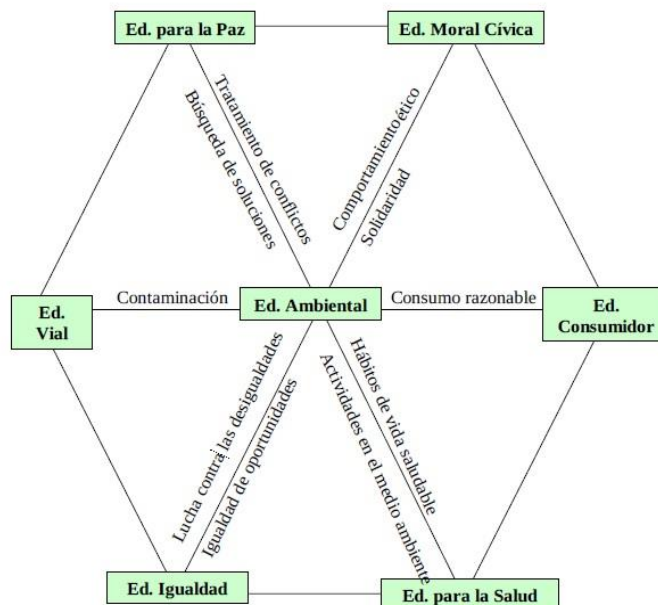 Ed. para la Paz
Ed. Moral Cívica
Tratamiento de conflictos
Búsqueda de soluciones
Comportamientoético
Solidaridad
Ed.
Vial
Contaminación
Ed. Ambiental
Consumo razonable
Ed.
Consumidor
Lucha contra las desigualdades
Igualdad de oportunidades
Hábitos de vida saludable
Actividades en el medio ambiente
Ed. Igualdad
Ed. para la Salud